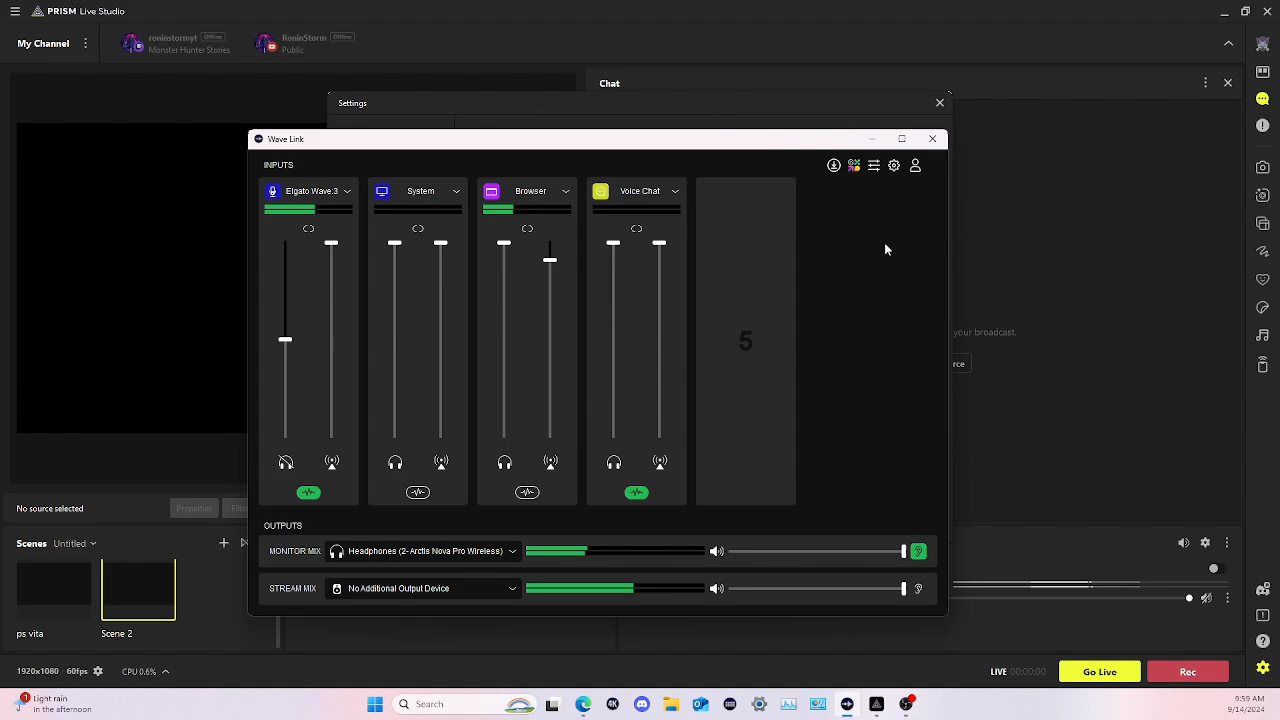 PRISM Live Studio
My Channel
roninstormyt Offline
Monster Hunter Stories
RoninStorm Offline
Public
Chat
Settings
Wave Link
INPUTS
Elgato Wave:3
System
Browser
Voice Chat
5
your broadcast.
rce
No source selected
Properties
Filte
OUTPUTS
MONITOR MIX
Headphones (2- Arctis Nova Pro Wireless)
STREAM MIX
No Additional Output Device
Scenes Untitled
ps vita
Scene 2
1920x1080 · 60fps
CPU 0.6%
LIVE 00:00:00
Go Live
Rec
1
Light rain
In the afternoon
Search
4K
9:59 AM
9/14/2024